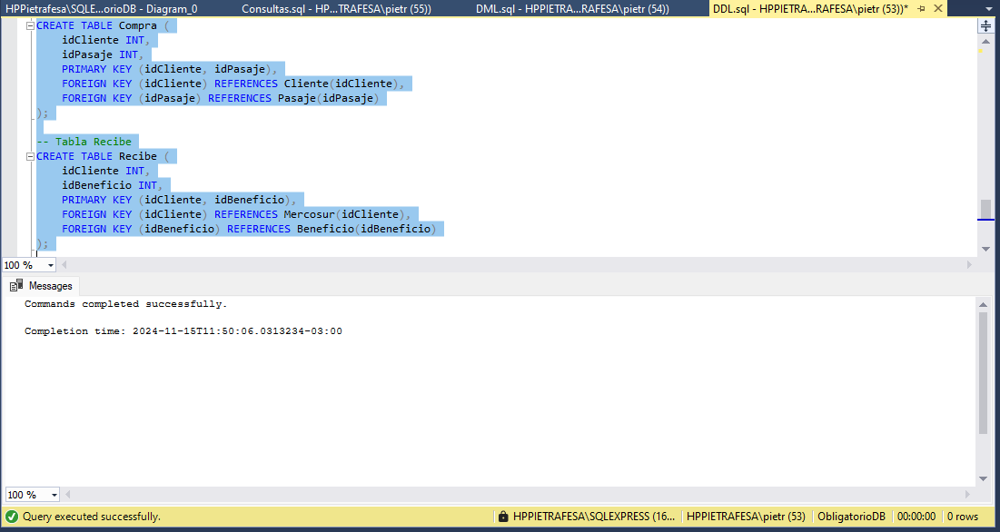 HPPietrafesa\SQLE...orioDB - Diagram_0 Consultas.sql - HP...TRAFESA\pietr (55)) DML.sql - HPPIETRA...RAFESA\pietr (54)) DDL.sql - HPPIETRA...RAFESA\pietr (53))*
CREATE TABLE Compra (
idCliente INT,
idPasaje INT,
PRIMARY KEY (idCliente, idPasaje),
FOREIGN KEY (idCliente) REFERENCES Cliente(idCliente),
FOREIGN KEY (idPasaje) REFERENCES Pasaje(idPasaje)
);
-- Tabla Recibe
CREATE TABLE Recibe (
idCliente INT,
idBeneficio INT,
PRIMARY KEY (idCliente, idBeneficio),
FOREIGN KEY (idCliente) REFERENCES Mercosur(idCliente),
FOREIGN KEY (idBeneficio) REFERENCES Beneficio(idBeneficio)
);
100 %
Messages
Commands completed successfully.
Completion time: 2024-11-15T11:50:06.0313234-03:00
100 %
Query executed successfully. HPPIETRAFESA\SQLEXPRESS (16... HPPIETRAFESA\pietr (53) ObligatorioDB 00:00:00 0 rows